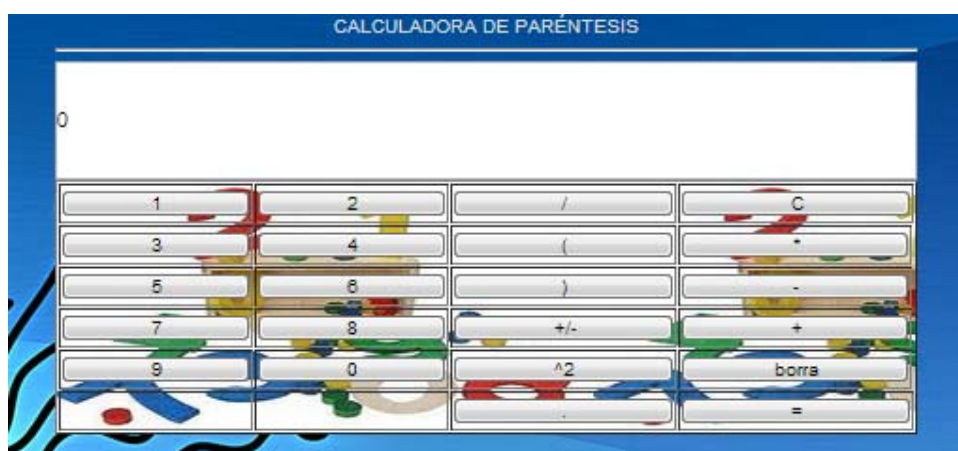 CALCULADORA DE PARÉNTESIS
0
1 2 / C
3 4 ( *
5 6 ) -
7 8 +/- +
9 0 ^2 borra
. =